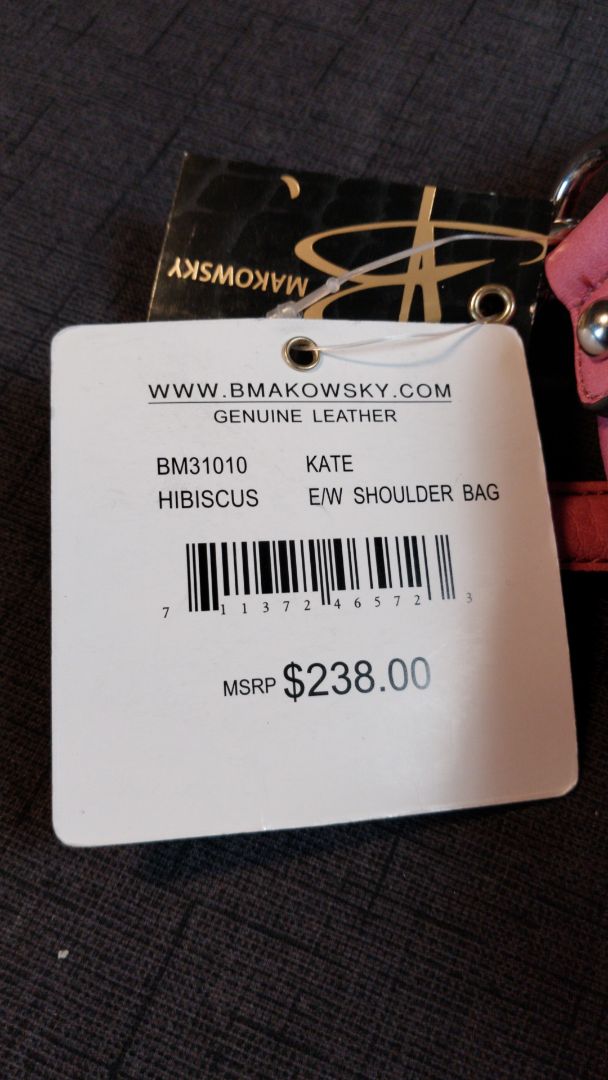 MAKOWSKY
WWW.BMAKOWSKY.COM
GENUINE LEATHER
BM31010 KATE
HIBISCUS E/W SHOULDER BAG
7 11372 46572 3
MSRP $238.00